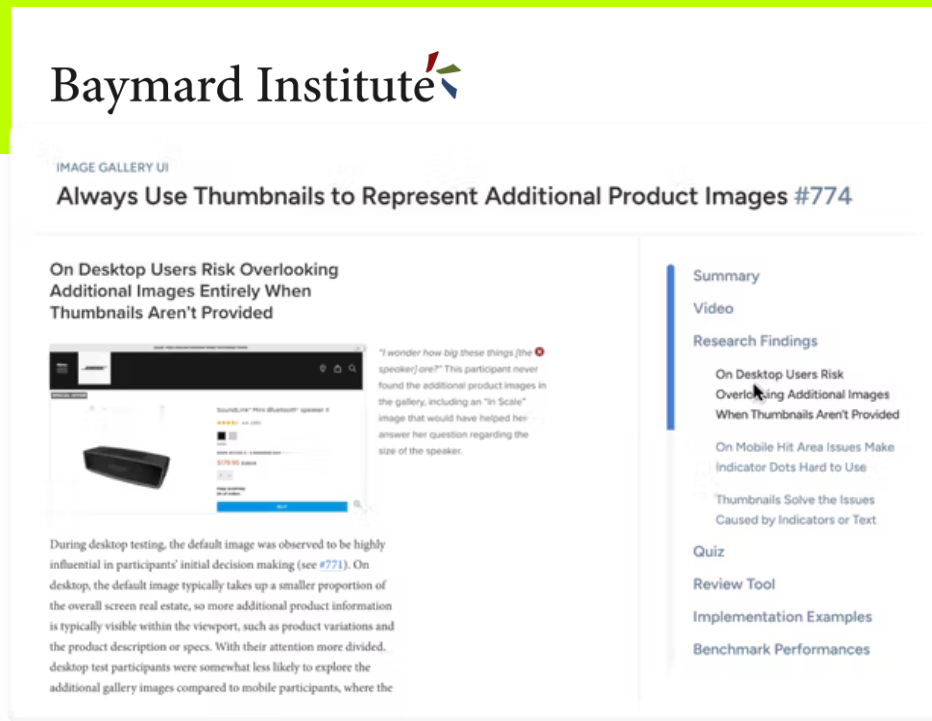 Baymard Institute
IMAGE GALLERY UI
Always Use Thumbnails to Represent Additional Product Images #774
On Desktop Users Risk Overlooking
Additional Images Entirely When
Thumbnails Aren't Provided
SoundLink® Mini Bluetooth® speaker II
$179.95
BUY
"I wonder how big these things [the
speaker] are?" This participant never
found the additional product images in
the gallery, including an "In Scale"
image that would have helped her
answer her question regarding the
size of the speaker.
During desktop testing, the default image was observed to be highly
influential in participants' initial decision making (see #771). On
desktop, the default image typically takes up a smaller proportion of
the overall screen real estate, so more additional product information
is typically visible within the viewport, such as product variations and
the product description or specs. With their attention more divided,
desktop test participants were somewhat less likely to explore the
additional gallery images compared to mobile participants, where the
Summary
Video
Research Findings
On Desktop Users Risk
Overlooking Additional Images
When Thumbnails Aren't Provided
On Mobile Hit Area Issues Make
Indicator Dots Hard to Use
Thumbnails Solve the Issues
Caused by Indicators or Text
Quiz
Review Tool
Implementation Examples
Benchmark Performances